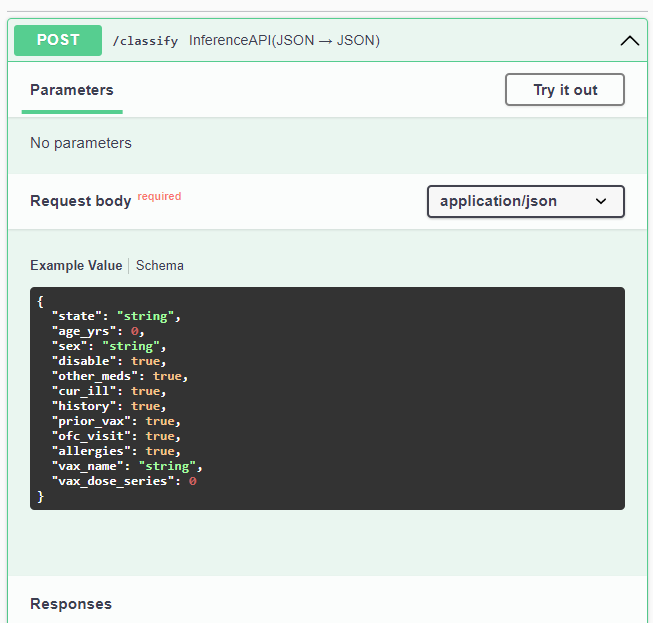 POST /classify InferenceAPI(JSON → JSON)
Parameters Try it out
No parameters
Request body required application/json
Example Value Schema
{
"state": "string",
"age_yrs": 0,
"sex": "string",
"disable": true,
"other_meds": true,
"cur_ill": true,
"history": true,
"prior_vax": true,
"ofc_visit": true,
"allergies": true,
"vax_name": "string",
"vax_dose_series": 0
}
Responses